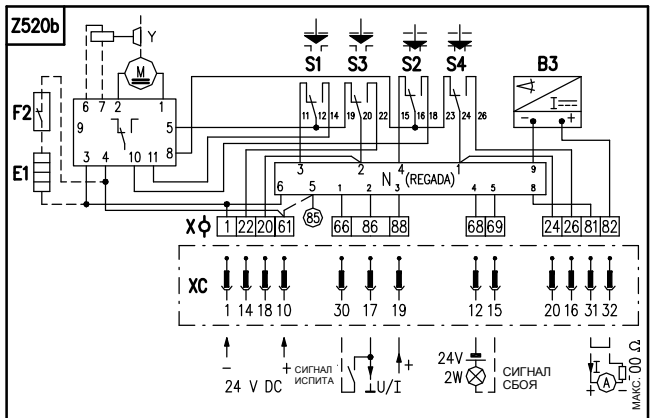 Z520b
Y
M
S1 S3 S2 S4 B3
F2
E1
6 7 2 1
9 5
8
3 4 10 11
11 12 14 19 20 22 15 16 18 23 24 26
I
- +
3 2 4 1 9
N (REGADA)
6 5 1 2 3 4 5 8
85
X 1 22 20 61 66 86 88 68 69 24 26 81 82
XC
1 14 18 10 30 17 19 12 15 20 16 31 32
- + СИГНАЛ ИСПИТА + 24V СИГНАЛ СБОЯ I
24 V DC U/I 2W - A +
МАКС. 00 Ω